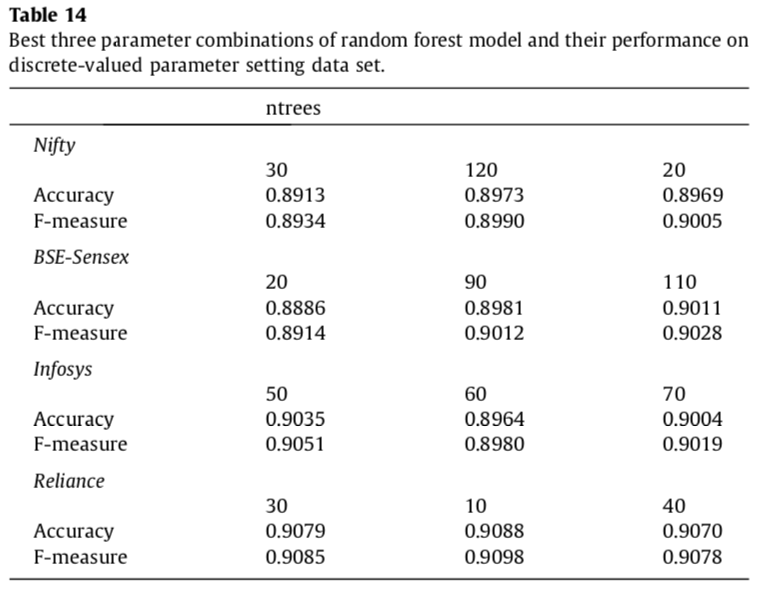 Table 14
Best three parameter combinations of random forest model and their performance on
discrete-valued parameter setting data set.
ntrees
Nifty
30 120 20
Accuracy 0.8913 0.8973 0.8969
F-measure 0.8934 0.8990 0.9005
BSE-Sensex
20 90 110
Accuracy 0.8886 0.8981 0.9011
F-measure 0.8914 0.9012 0.9028
Infosys
50 60 70
Accuracy 0.9035 0.8964 0.9004
F-measure 0.9051 0.8980 0.9019
Reliance
30 10 40
Accuracy 0.9079 0.9088 0.9070
F-measure 0.9085 0.9098 0.9078